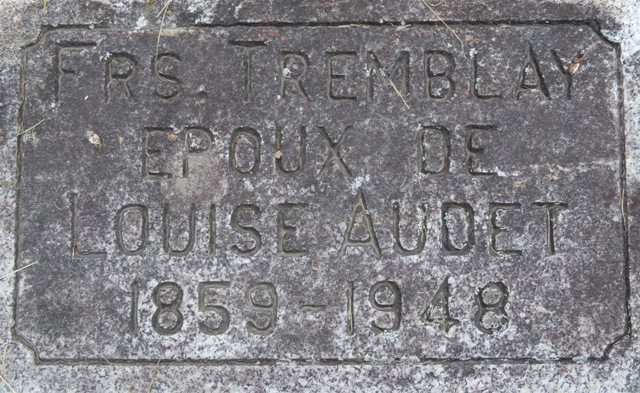 FRS. TREMBLAY
EPOUX DE
LOUISE AUDET
1859-1948